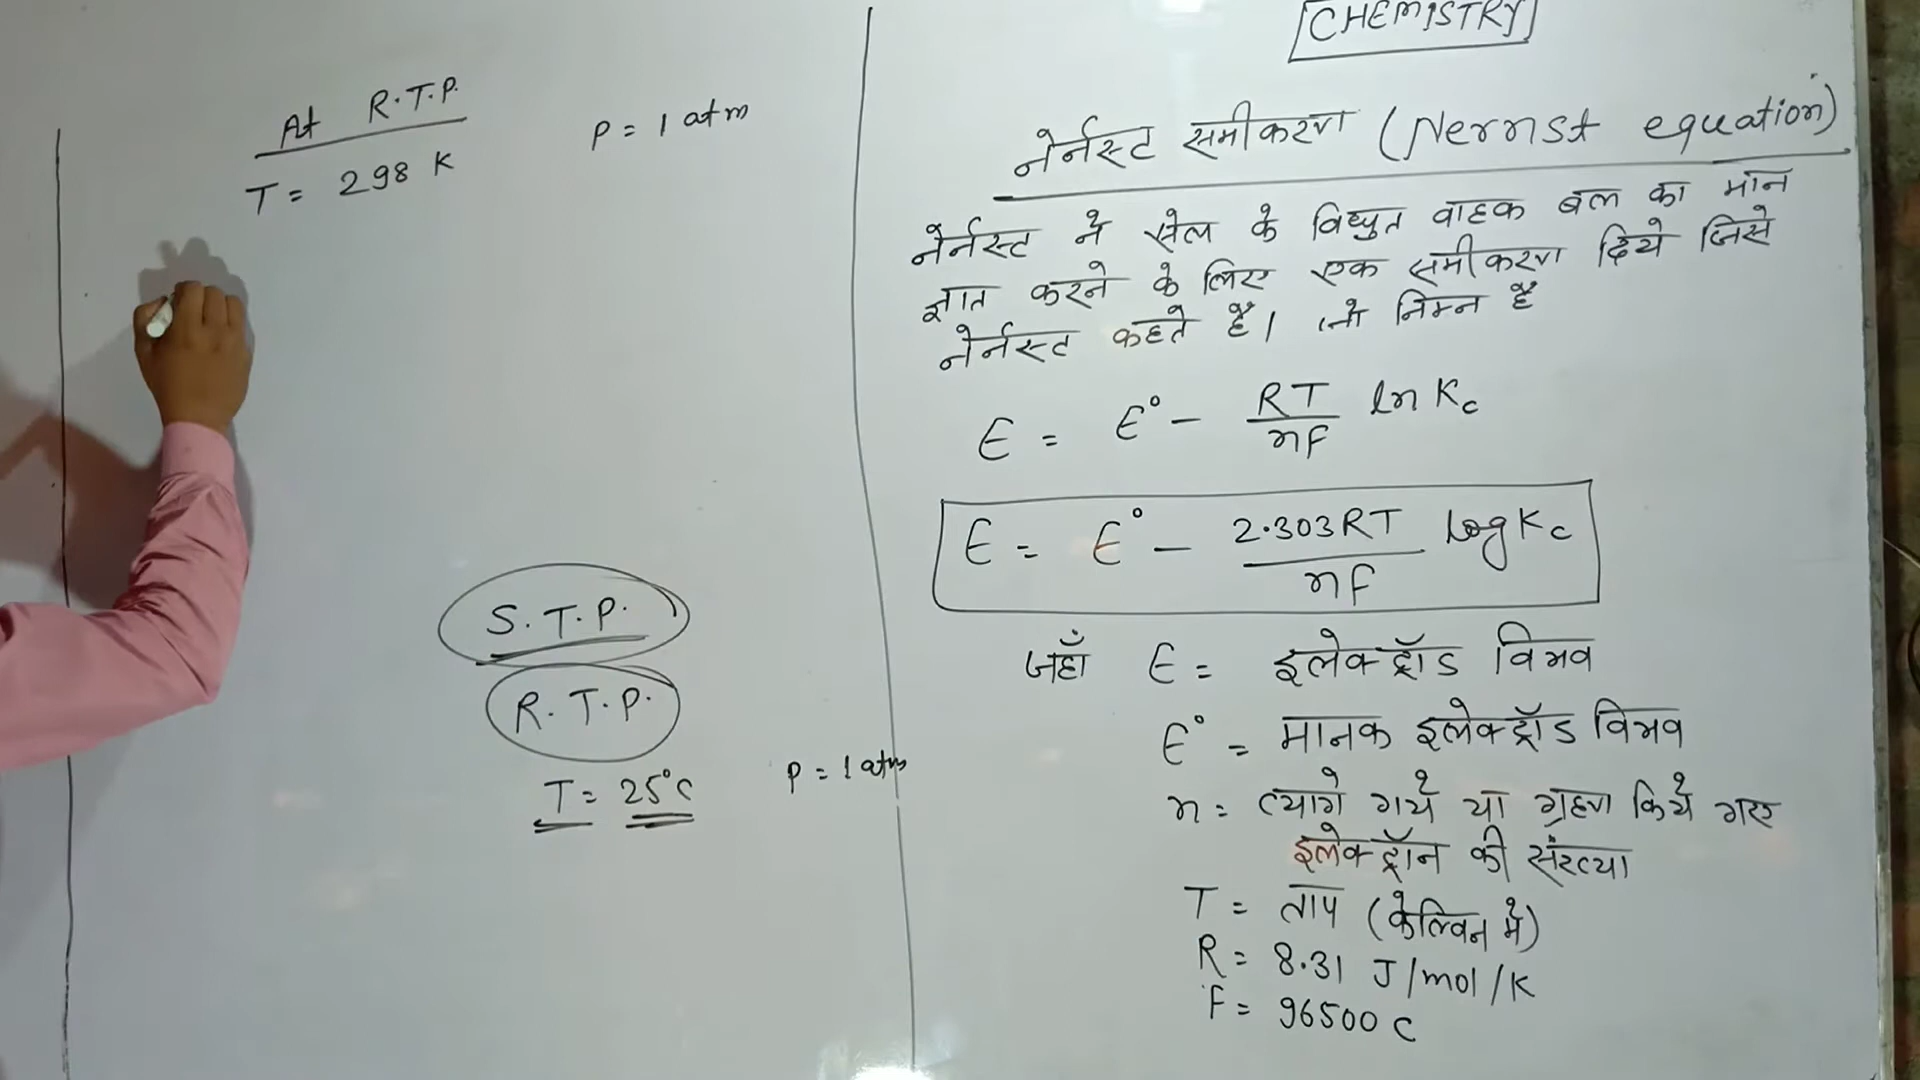 At R.T.P.
T = 298 K P = 1 atm
S.T.P.
R.T.P.
T = 25°C P = 1 atm
[CHEMISTRY]
नेर्नस्ट समीकरण (Nernst equation)
नेर्नस्ट ने सेल के विधुत वाहक बल का मान
ज्ञात करने के लिए एक समीकरण दिये जिसे
नेर्नस्ट कहते है। जो निम्न है
E = E° - RT/nF ln Kc
E = E° - 2.303RT/nF log Kc
जहाँ E = इलेक्ट्रॉड विभव
E° = मानक इलेक्ट्रॉड विभव
n = त्यागे गये या ग्रहण किये गए
इलेक्ट्रॉन की संख्या
T = ताप (केल्विन मे)
R = 8.31 J/mol/K
F = 96500 C